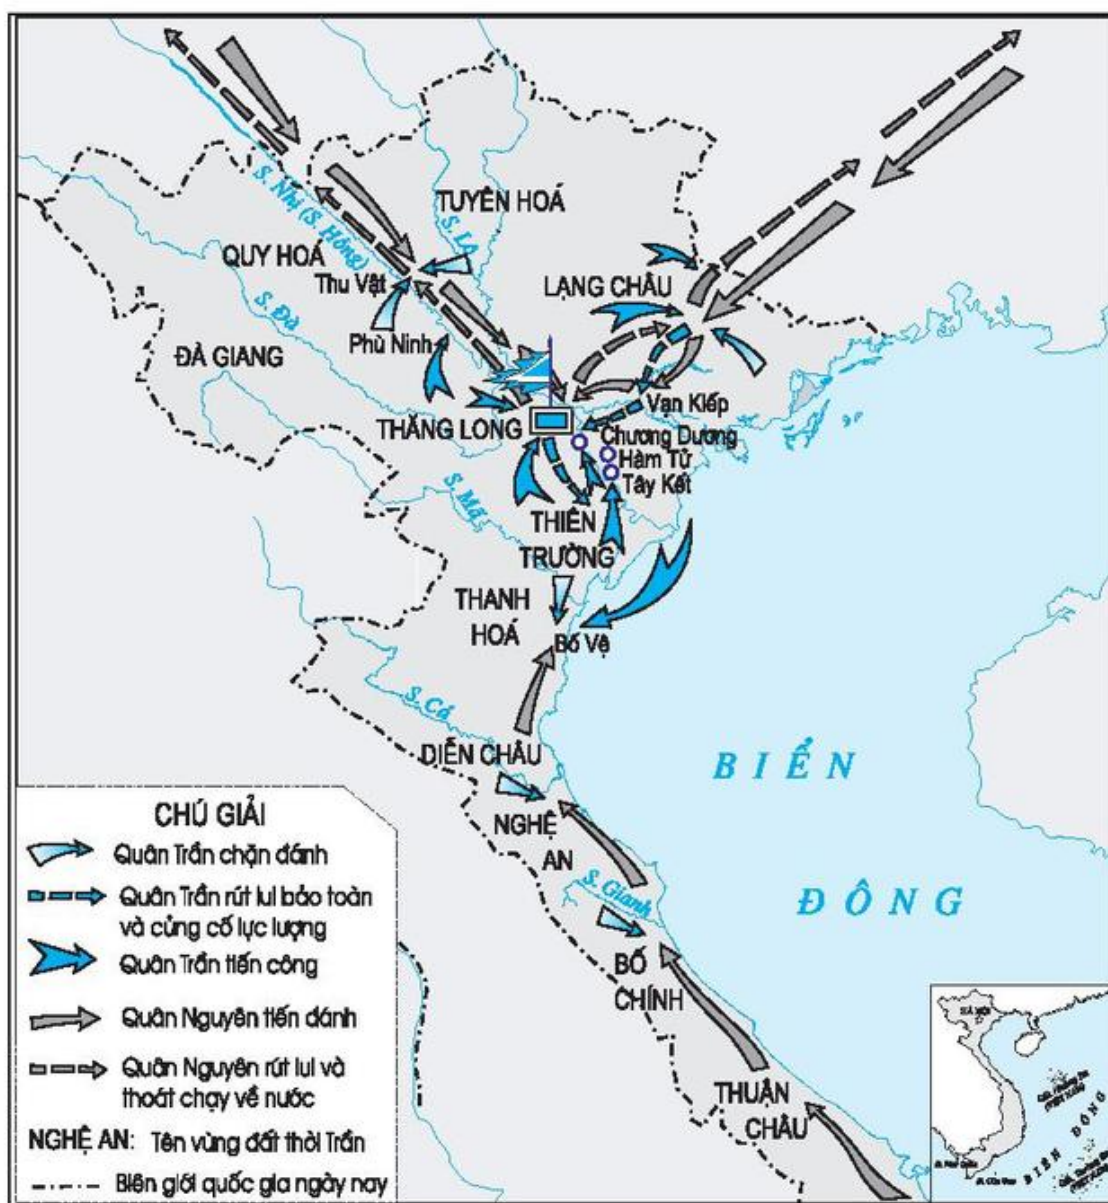 TUYÊN HOÁ
S. Nhị (S. Hồng)
S. Lô
QUY HOÁ
Thu Vật
LẠNG CHÂU
S. Đà
Phù Ninh
ĐÀ GIANG
Vạn Kiếp
THĂNG LONG
Chương Dương
Hàm Tử
Tây Kết
S. Mã
THIÊN
TRƯỜNG
THANH
HOÁ
Bố Vệ
S. Cả
DIỄN CHÂU
BIỂN
ĐÔNG
NGHỆ
AN
S. Gianh
BỐ
CHÍNH
THUẬN
CHÂU
CHÚ GIẢI
Quân Trần chặn đánh
Quân Trần rút lui bảo toàn
và củng cố lực lượng
Quân Trần tiến công
Quân Nguyên tiến đánh
Quân Nguyên rút lui và
thoát chạy về nước
NGHỆ AN: Tên vùng đất thời Trần
Biên giới quốc gia ngày nay
HÀ NỘI
BIỂN ĐÔNG